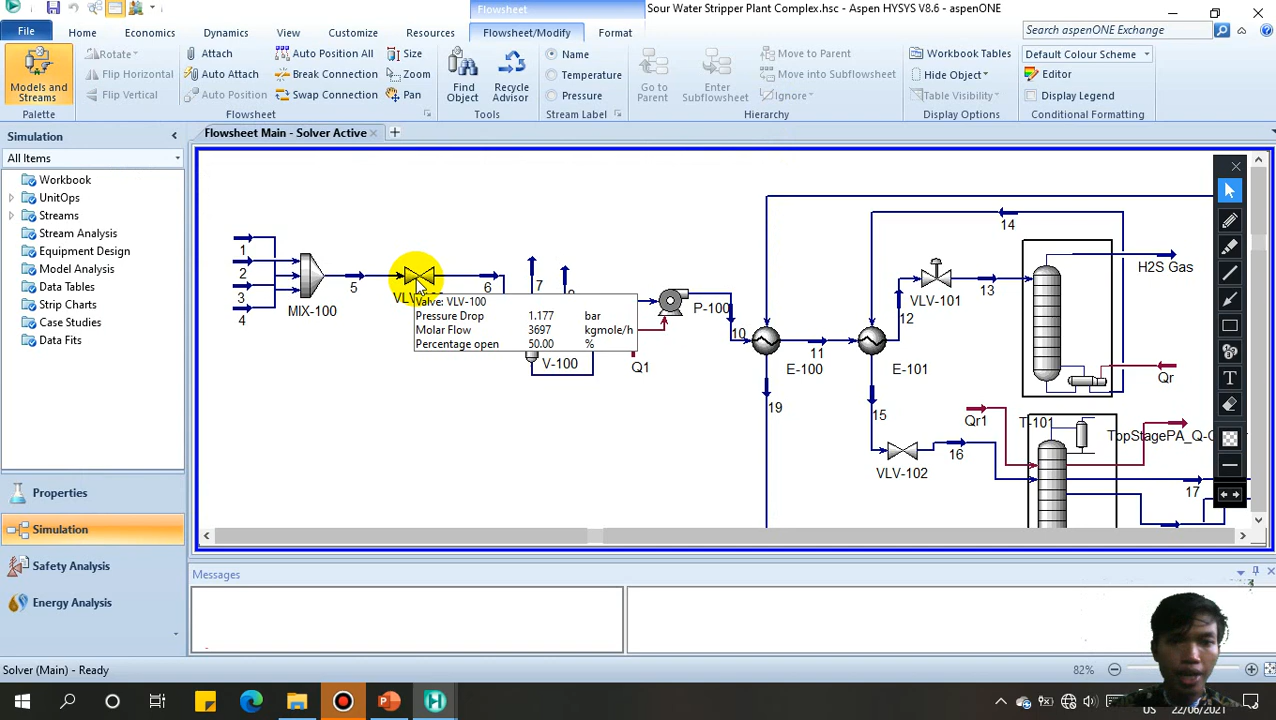 Flowsheet
Sour Water Stripper Plant Complex.hsc - Aspen HYSYS V8.6 - aspenONE
File
Home
Economics
Dynamics
View
Customize
Resources
Flowsheet/Modify
Format
Search aspenONE Exchange
Models and Streams
Palette
Rotate
Flip Horizontal
Flip Vertical
Attach
Auto Attach
Auto Position
Auto Position All
Break Connection
Swap Connection
Size
Zoom
Pan
Flowsheet
Find Object
Recycle Advisor
Tools
Name
Temperature
Pressure
Stream Label
Go to Parent
Enter Subflowsheet
Move to Parent
Move into Subflowsheet
Ignore
Hierarchy
Workbook Tables
Hide Object
Table Visibility
Display Options
Default Colour Scheme
Editor
Display Legend
Conditional Formatting
Simulation
All Items
Workbook
UnitOps
Streams
Stream Analysis
Equipment Design
Model Analysis
Data Tables
Strip Charts
Case Studies
Data Fits
Properties
Simulation
Safety Analysis
Energy Analysis
Flowsheet Main - Solver Active
1
2
3
4
MIX-100
5
6
7
Valve: VLV-100
Pressure Drop 1.177 bar
Molar Flow 3697 kgmole/h
Percentage open 50.00 %
V-100
P-100
Q1
10
E-100
11
19
E-101
12
15
VLV-101
13
14
H2S Gas
Qr
VLV-102
16
Qr1
T-101
17
Messages
Solver (Main) - Ready
82%
US
22/06/2021